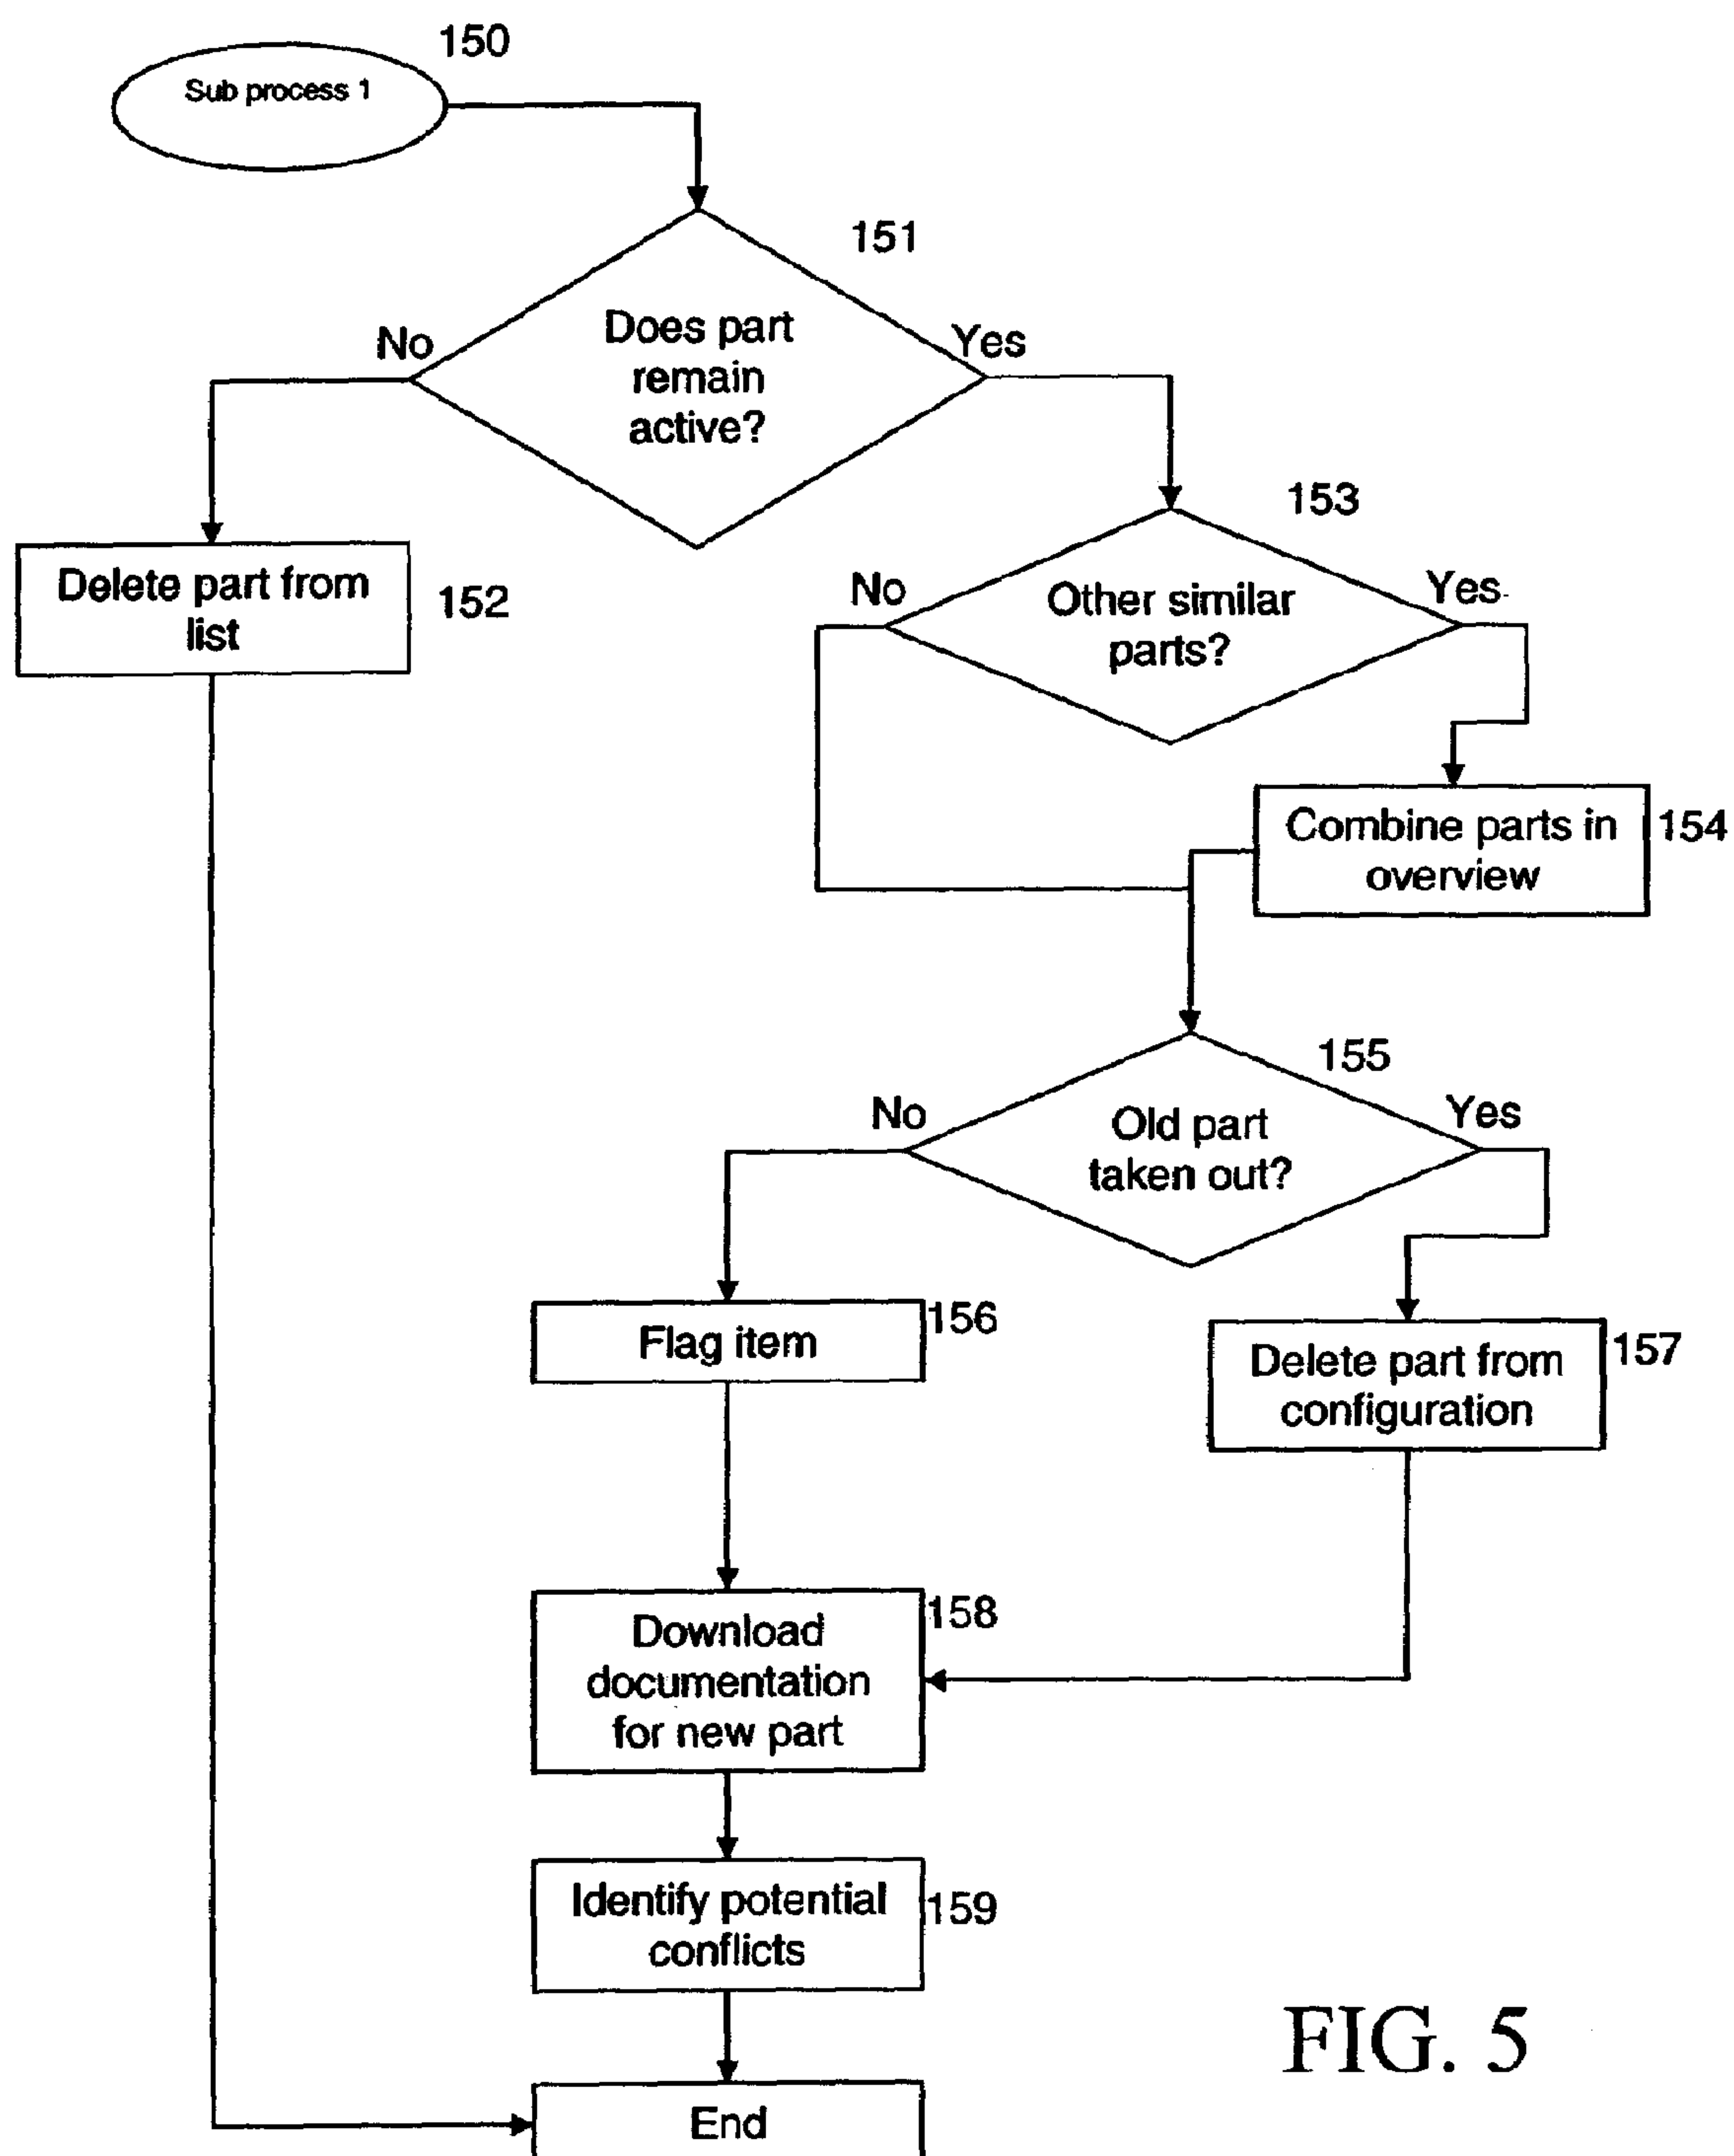 150
Sub process 1
151
Does part
remain
active?
No
Yes
153
Other similar
parts?
No
Yes
Delete part from
list
152
Combine parts in
overview
154
155
Old part
taken out?
No
Yes
Flag item
156
Delete part from
configuration
157
Download
documentation
for new part
158
Identify potential
conflicts
159
End
FIG. 5